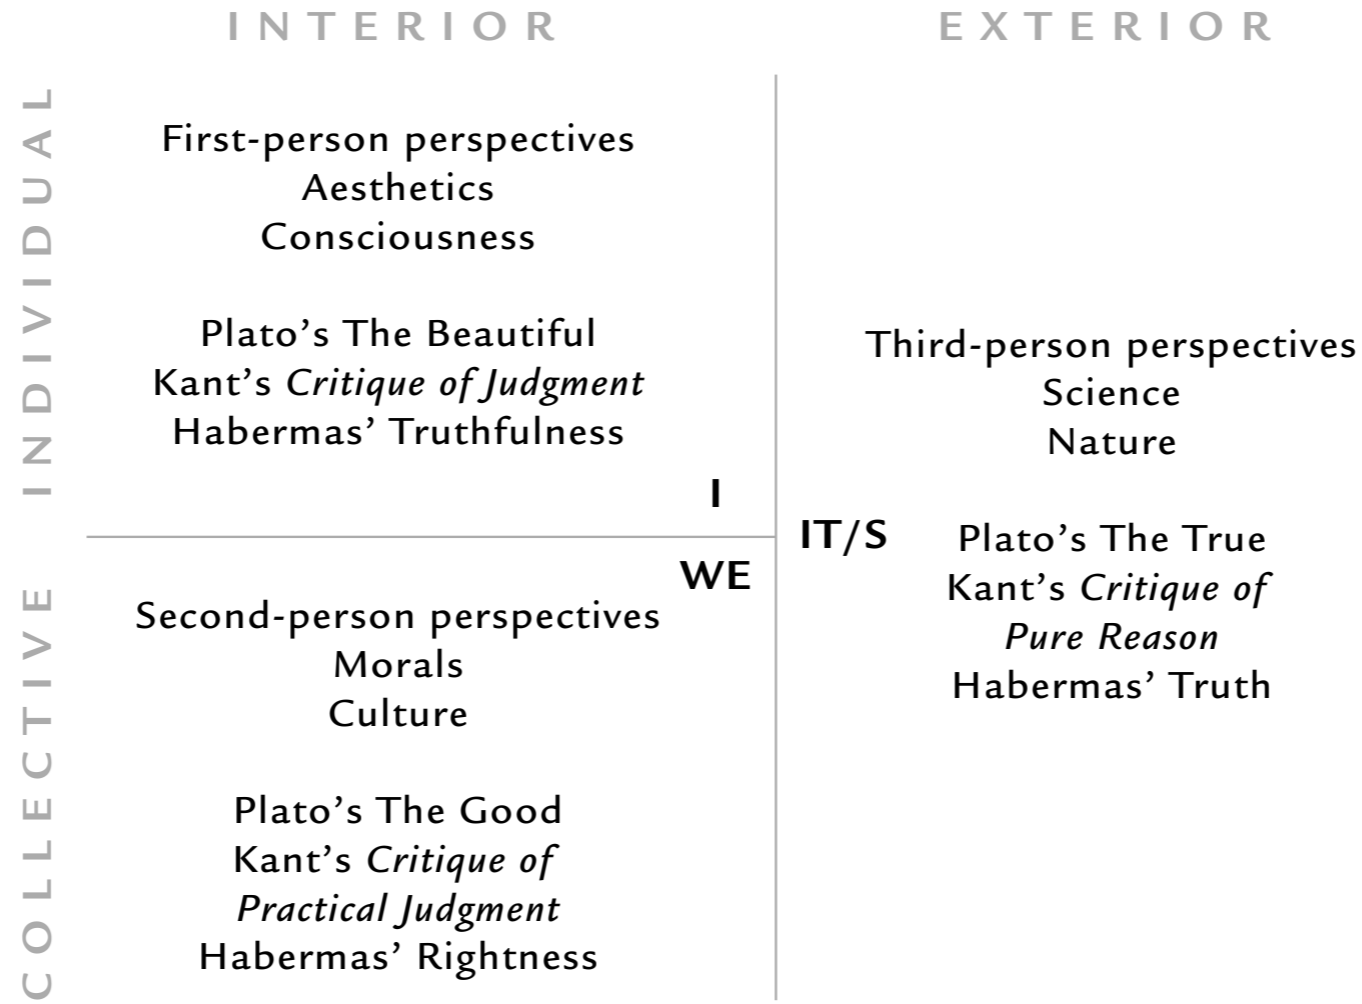 INTERIOR
EXTERIOR
INDIVIDUAL
First-person perspectives
Aesthetics
Consciousness
Plato’s The Beautiful
Kant’s Critique of Judgment
Habermas’ Truthfulness
I
COLLECTIVE
WE
Second-person perspectives
Morals
Culture
Plato’s The Good
Kant’s Critique of
Practical Judgment
Habermas’ Rightness
Third-person perspectives
Science
Nature
IT/S
Plato’s The True
Kant’s Critique of
Pure Reason
Habermas’ Truth